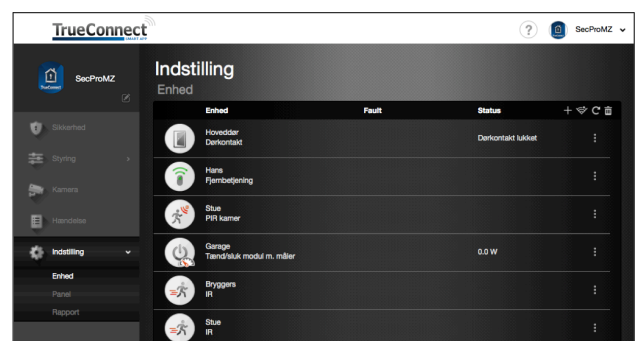 TrueConnect
SMART APP
?
SecProMZ
TrueConnect
SecProMZ
Sikkerhed
Styring
Kamera
Hændelse
Indstilling
Enhed
Panel
Rapport
Indstilling
Enhed
Enhed Fault Status
Hoveddør
Dørkontakt Dørkontakt lukket
Hans
Fjernbetjening
Stue
PIR kamer
Garage
Tænd/sluk modul m. måler 0.0 W
Bryggers
IR
Stue
IR